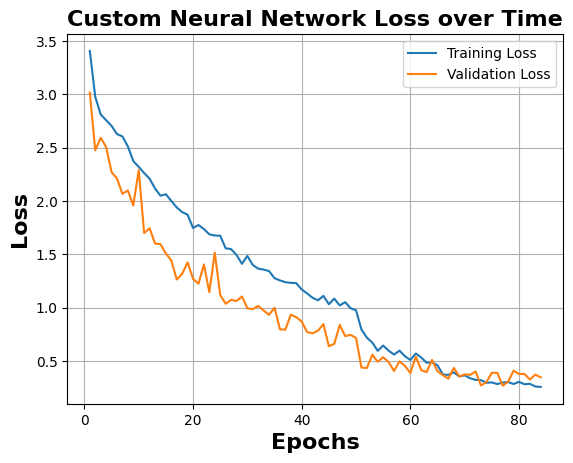 Custom Neural Network Loss over Time
Training Loss
Validation Loss
3.5
3.0
2.5
2.0
1.5
1.0
0.5
Loss
0
20
40
60
80
Epochs